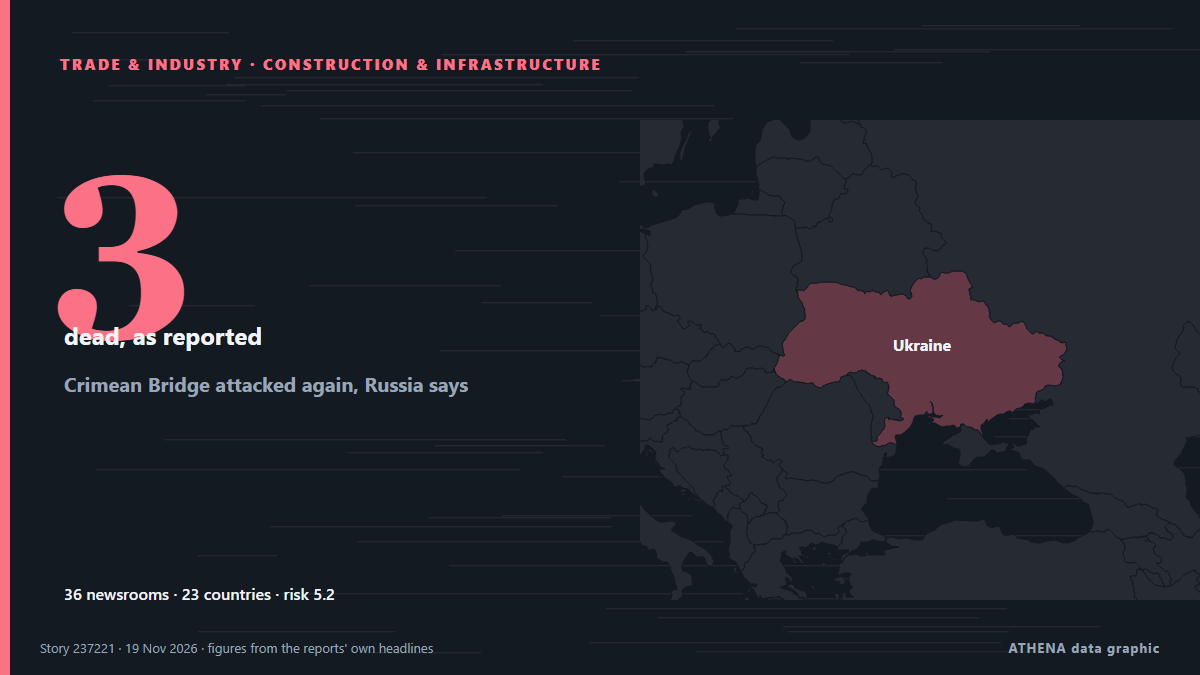 TRADE & INDUSTRY · CONSTRUCTION & INFRASTRUCTURE
3
dead, as reported
Crimean Bridge attacked again, Russia says
Ukraine
36 newsrooms · 23 countries · risk 5.2
Story 237221 · 19 Nov 2026 · figures from the reports' own headlines
ATHENA data graphic